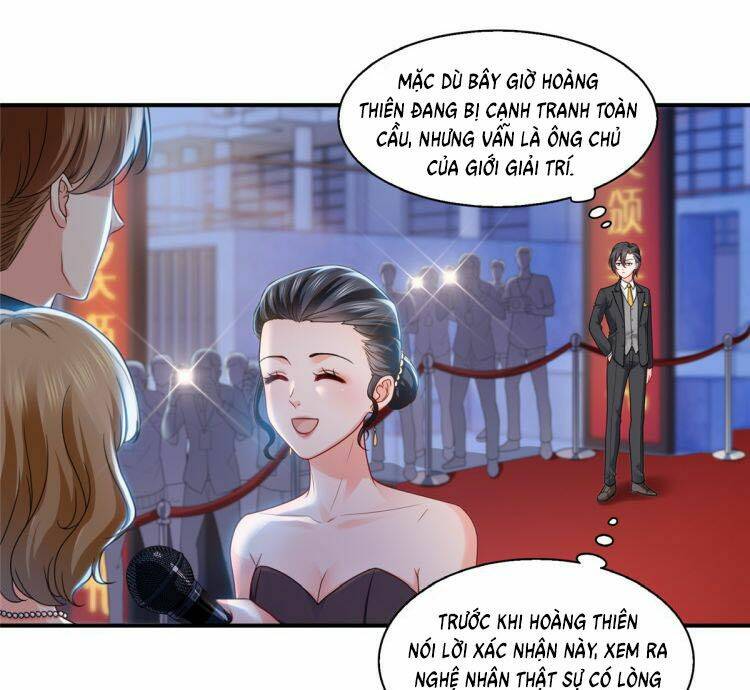 MẶC DÙ BÂY GIỜ HOÀNG
THIÊN ĐANG BỊ CẠNH TRANH TOÀN
CẦU, NHƯNG VẪN LÀ ÔNG CHỦ
CỦA GIỚI GIẢI TRÍ.
颁
TRƯỚC KHI HOÀNG THIÊN
NÓI LỜI XÁC NHẬN NÀY, XEM RA
NGHỆ NHÂN THẬT SỰ CÓ LÒNG